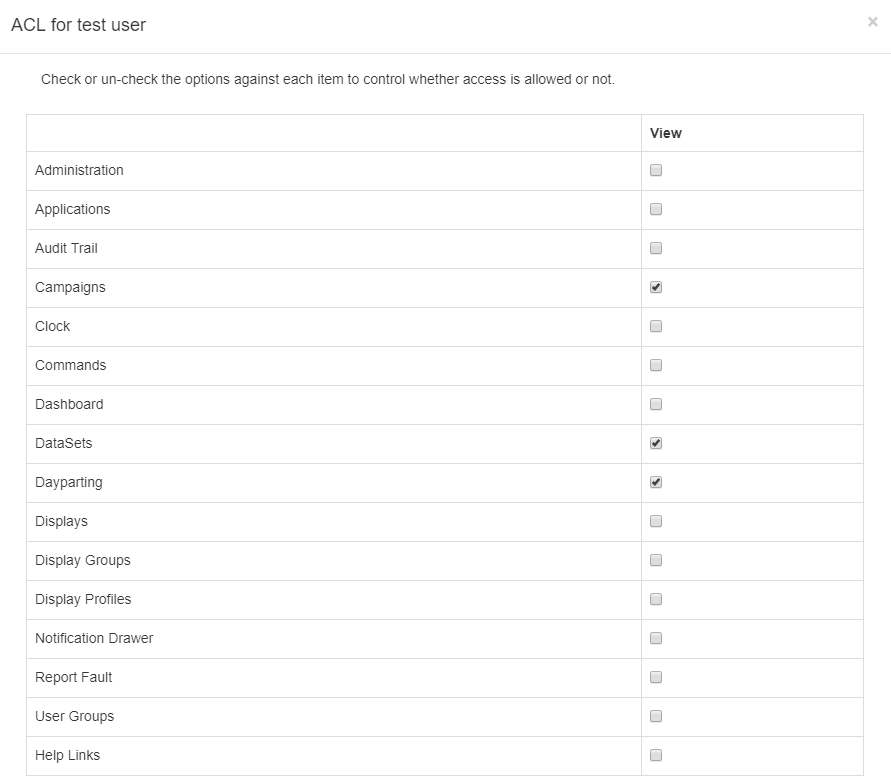 ACL for test user
×
Check or un-check the options against each item to control whether access is allowed or not.
View
Administration
Applications
Audit Trail
Campaigns
Clock
Commands
Dashboard
DataSets
Dayparting
Displays
Display Groups
Display Profiles
Notification Drawer
Report Fault
User Groups
Help Links